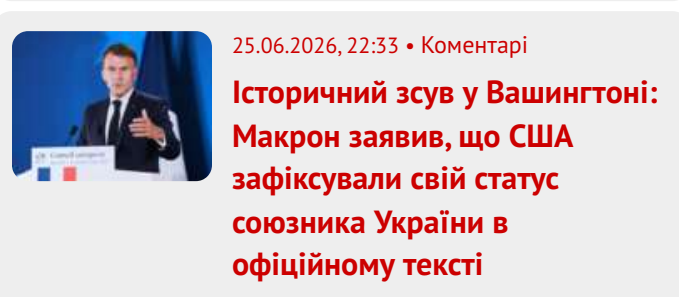 25.06.2026, 22:33 • Коментарі
Історичний зсув у Вашингтоні:
Макрон заявив, що США
зафіксували свій статус
союзника України в
офіційному тексті